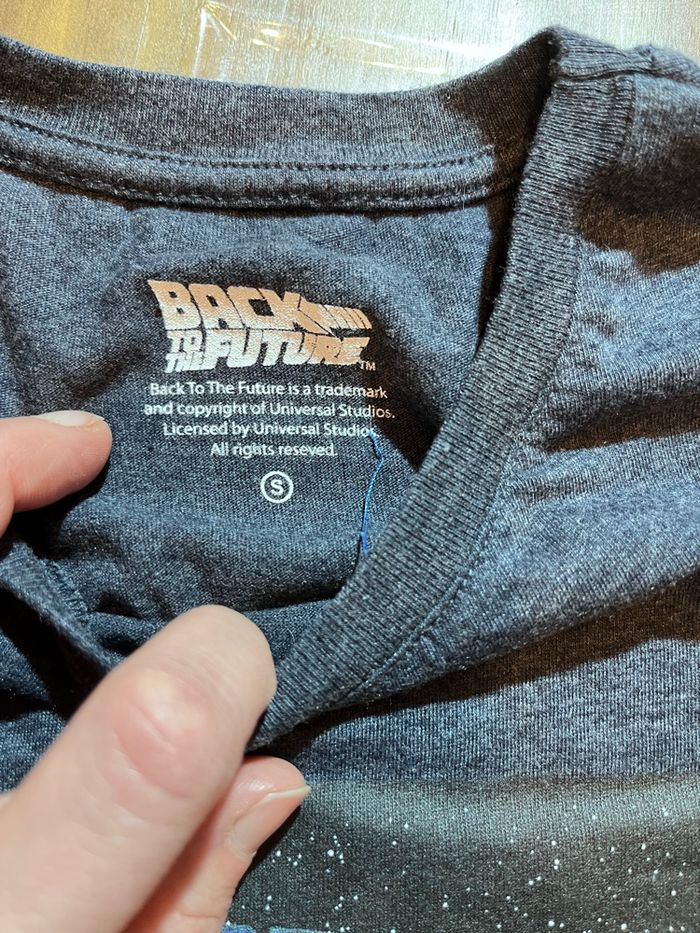 BACK
TO THE FUTURE TM
Back To The Future is a trademark
and copyright of Universal Studios.
Licensed by Universal Studios
All rights reseved.
S